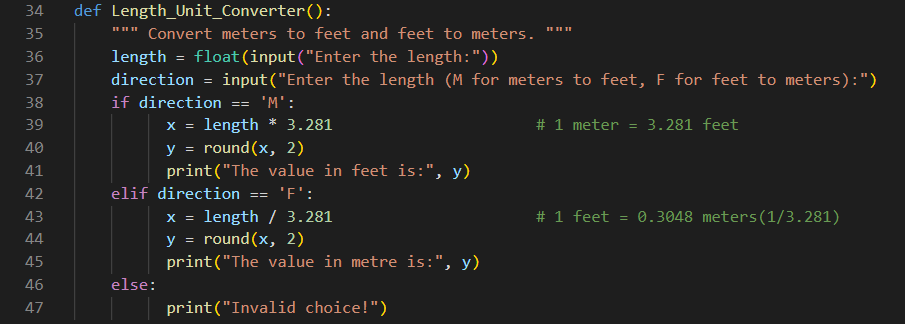 34 def Length_Unit_Converter():
35     """ Convert meters to feet and feet to meters. """
36     length = float(input("Enter the length:"))
37     direction = input("Enter the length (M for meters to feet, F for feet to meters):")
38     if direction == 'M':
39         x = length * 3.281                      # 1 meter = 3.281 feet
40         y = round(x, 2)
41         print("The value in feet is:", y)
42     elif direction == 'F':
43         x = length / 3.281                      # 1 feet = 0.3048 meters(1/3.281)
44         y = round(x, 2)
45         print("The value in metre is:", y)
46     else:
47         print("Invalid choice!")